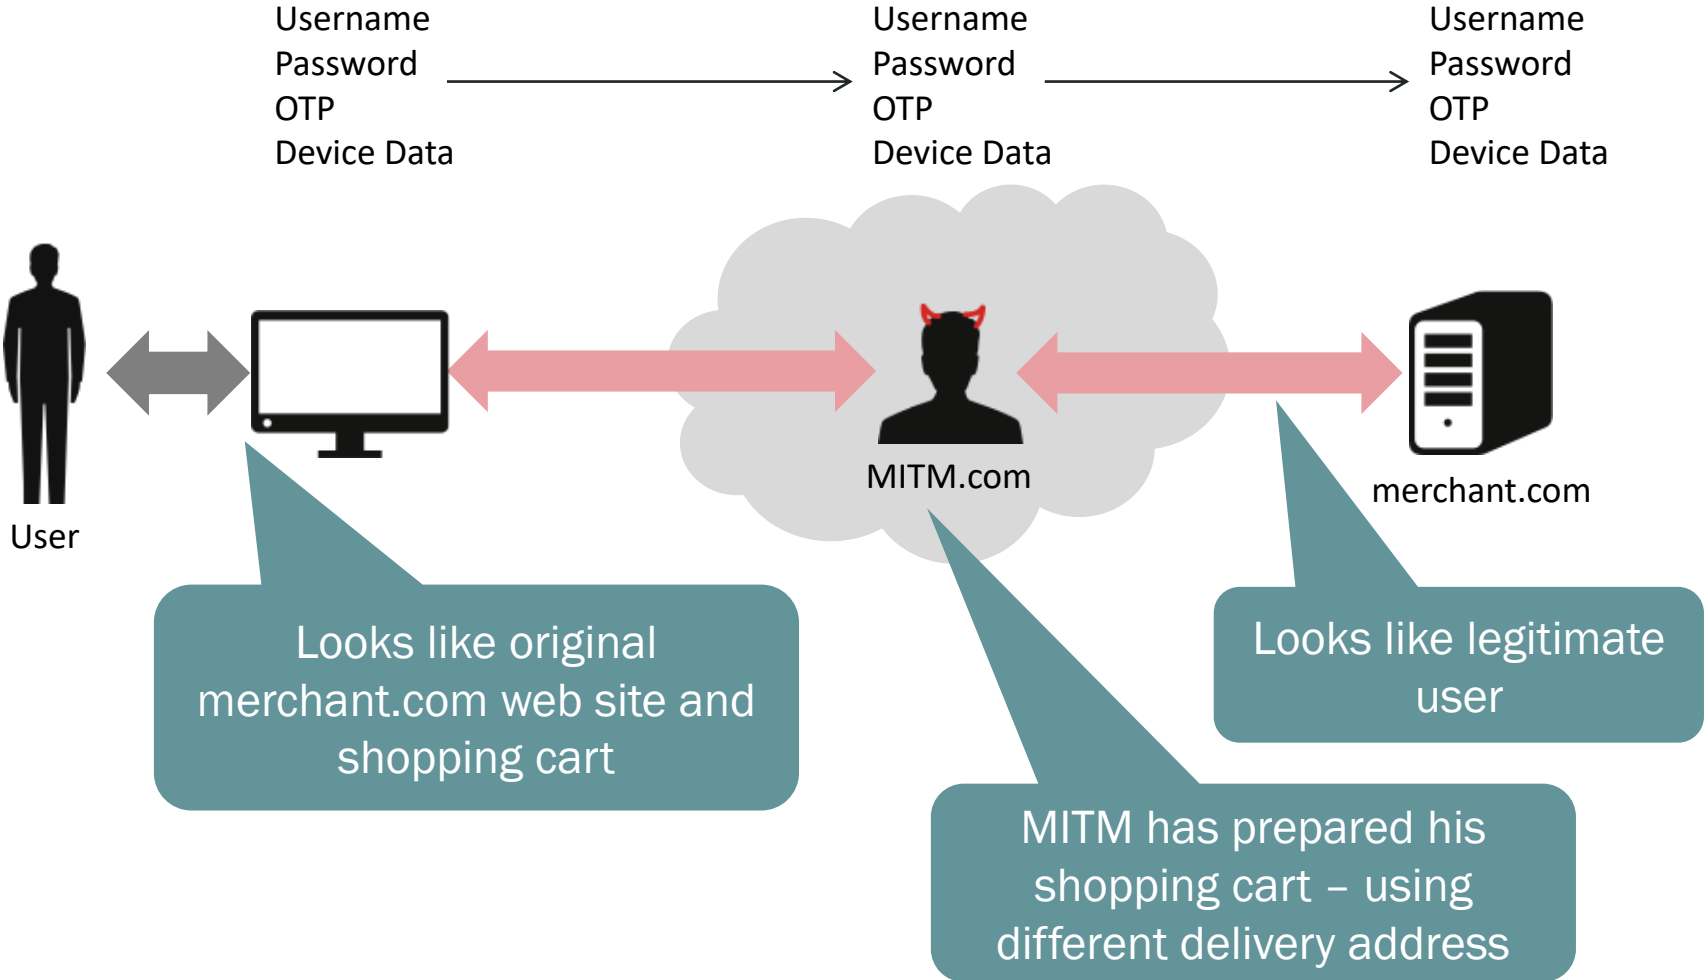 Username
Password
OTP
Device Data
Username
Password
OTP
Device Data
Username
Password
OTP
Device Data
User
MITM.com
merchant.com
Looks like original
merchant.com web site and
shopping cart
Looks like legitimate
user
MITM has prepared his
shopping cart – using
different delivery address